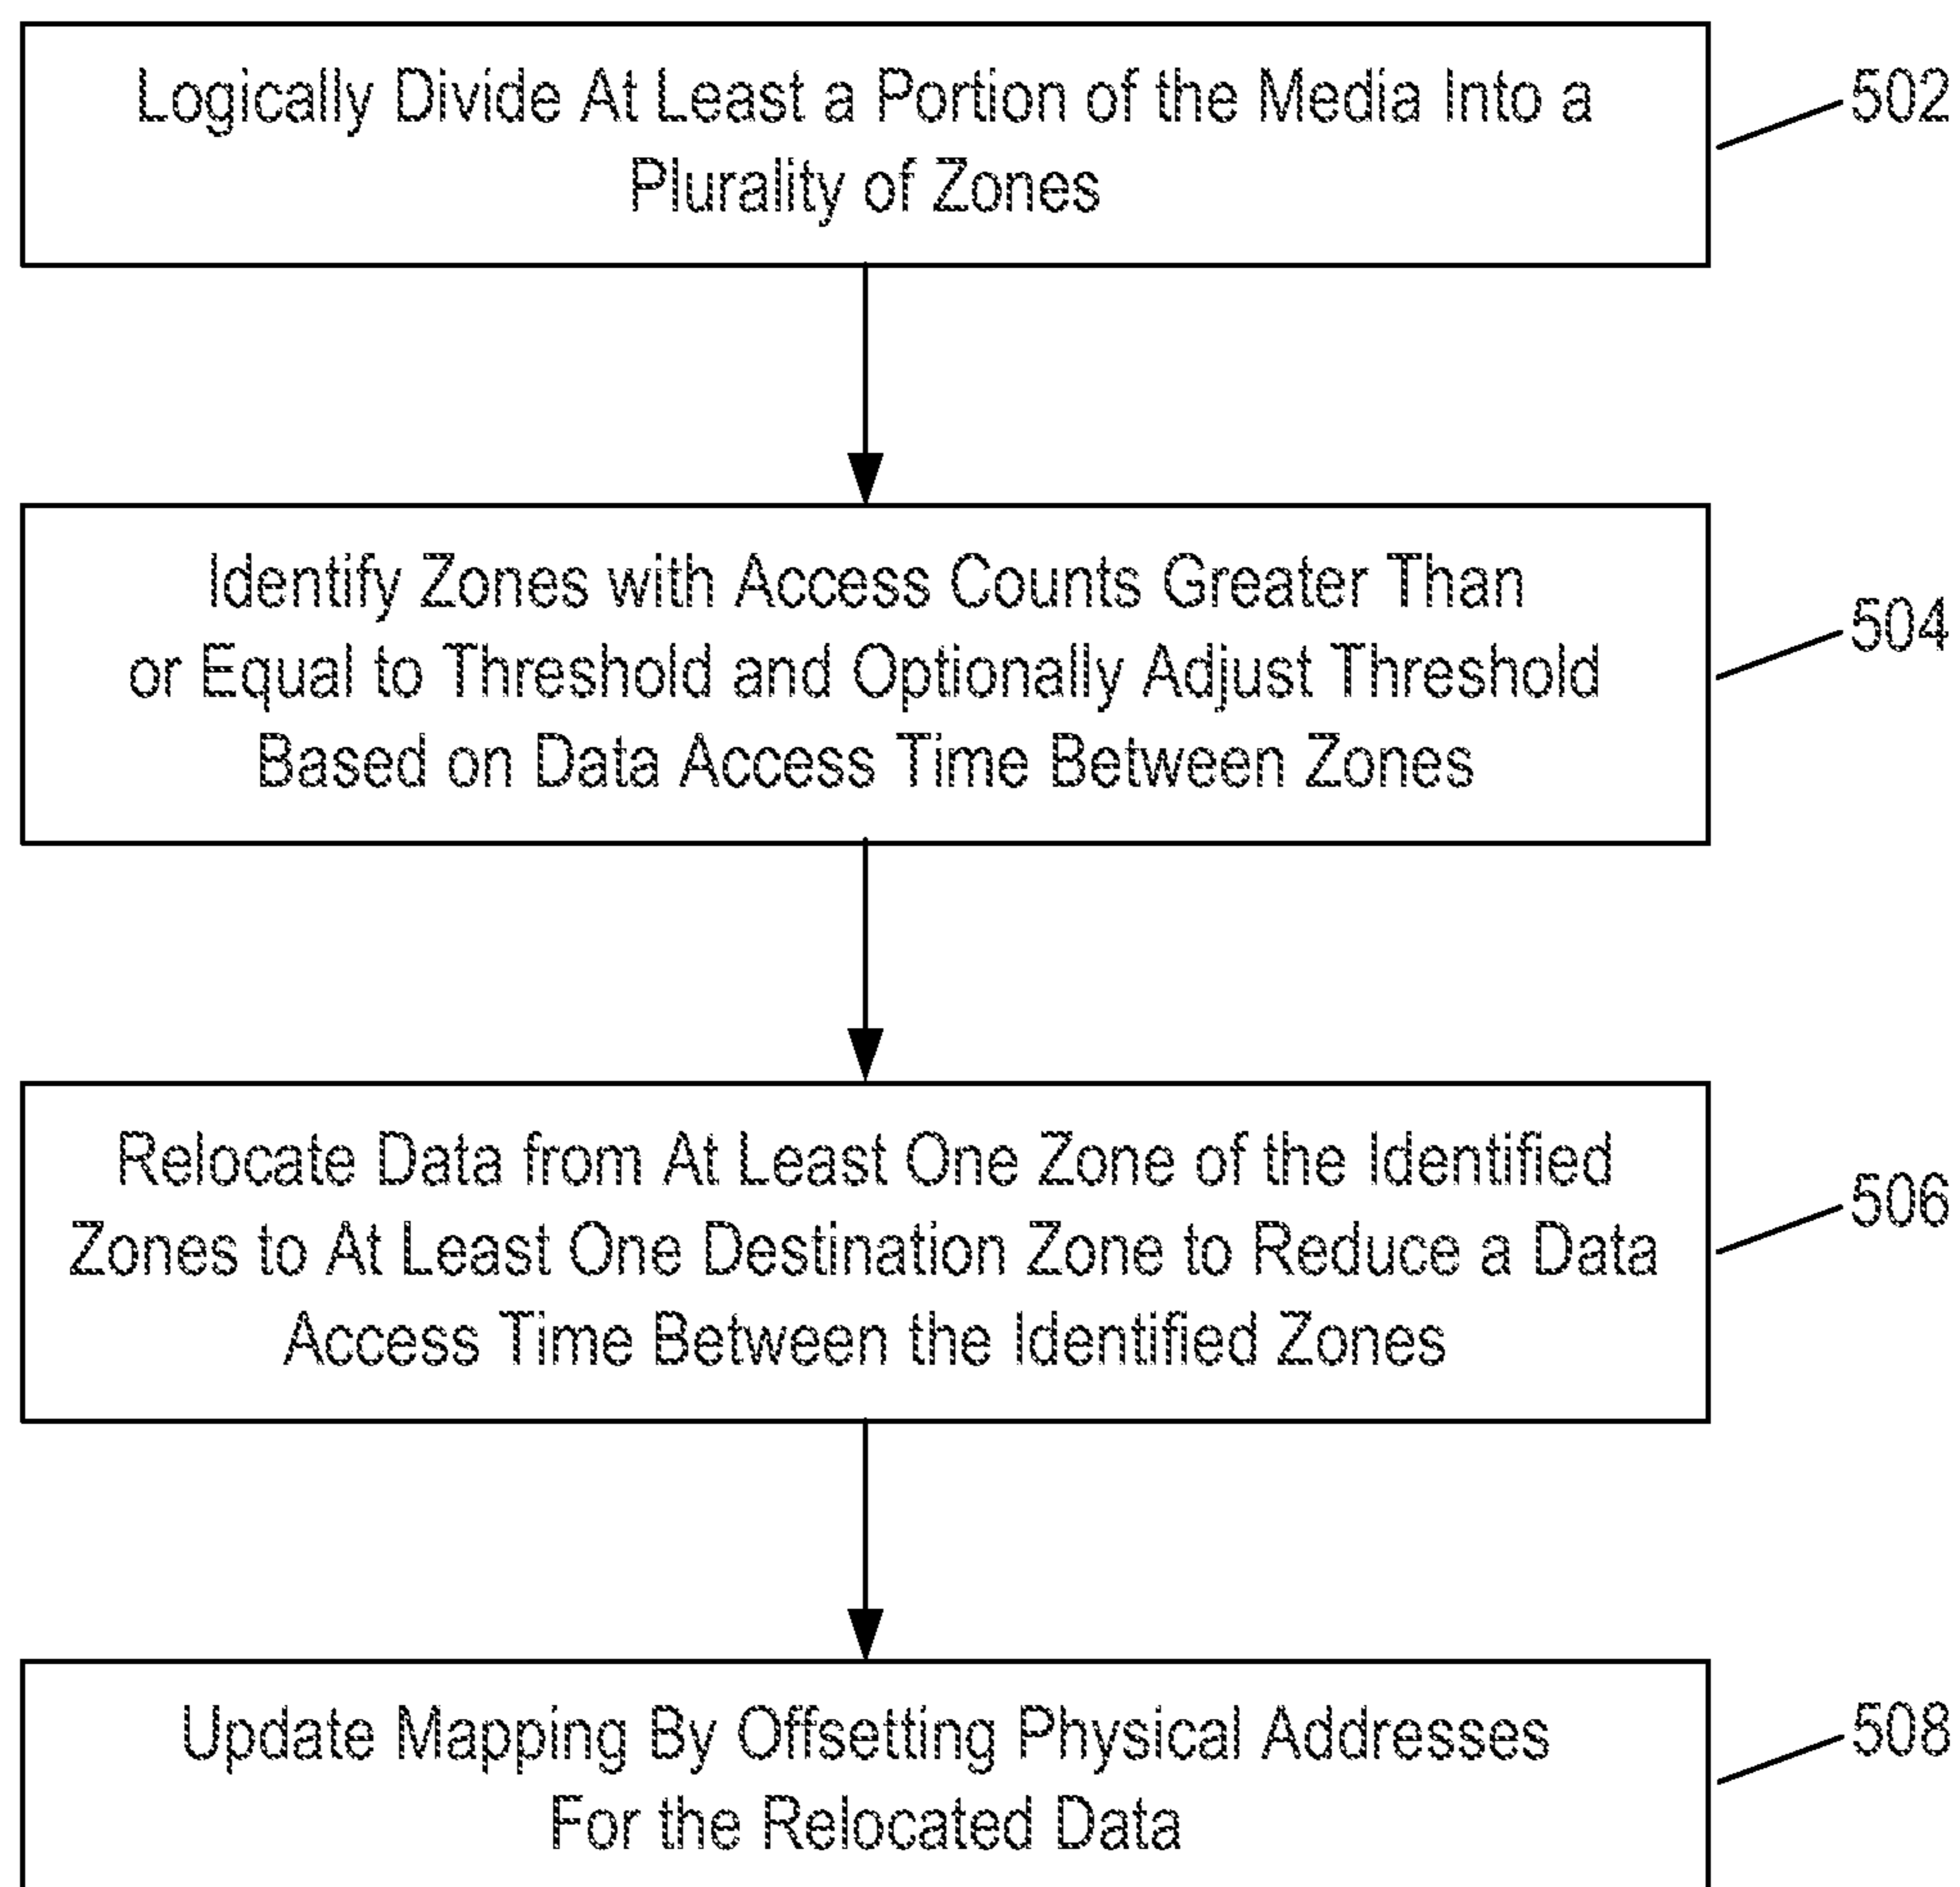 Logically Divide At Least a Portion of the Media Into a
Plurality of Zones
502
Identify Zones with Access Counts Greater Than
or Equal to Threshold and Optionally Adjust Threshold
Based on Data Access Time Between Zones
504
Relocate Data from At Least One Zone of the Identified
Zones to At Least One Destination Zone to Reduce a Data
Access Time Between the Identified Zones
506
Update Mapping By Offsetting Physical Addresses
For the Relocated Data
508